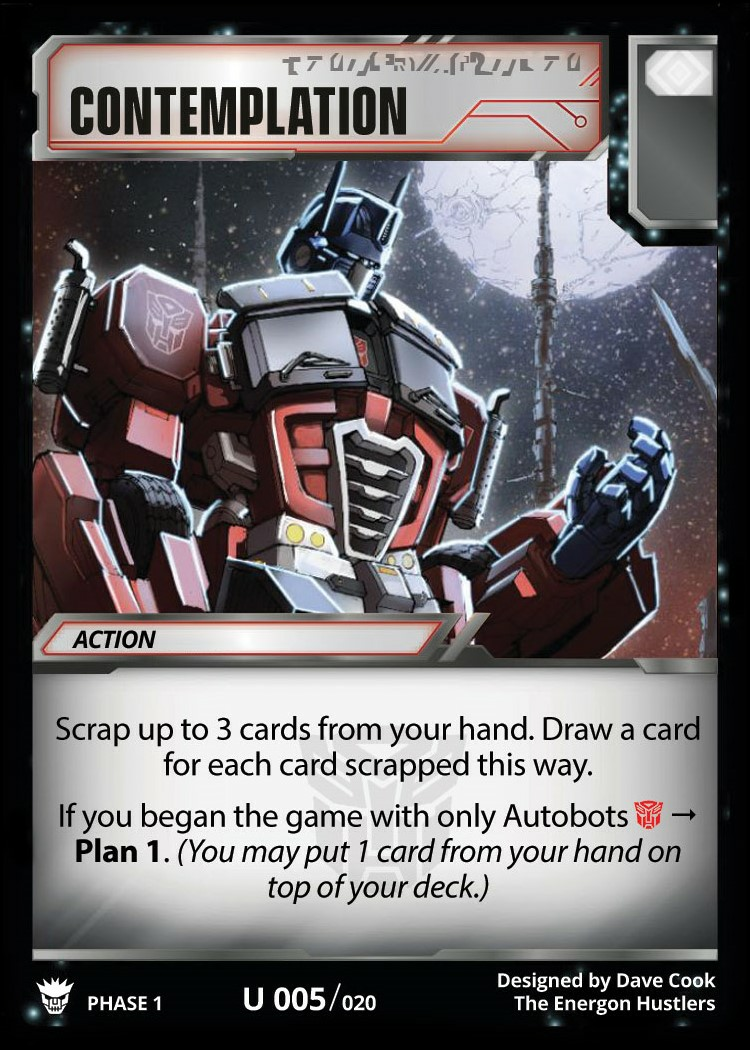 CONTEMPLATION
ACTION
Scrap up to 3 cards from your hand. Draw a card
for each card scrapped this way.
If you began the game with only Autobots →
Plan 1. (You may put 1 card from your hand on
top of your deck.)
PHASE 1
U 005/020
Designed by Dave Cook
The Energon Hustlers